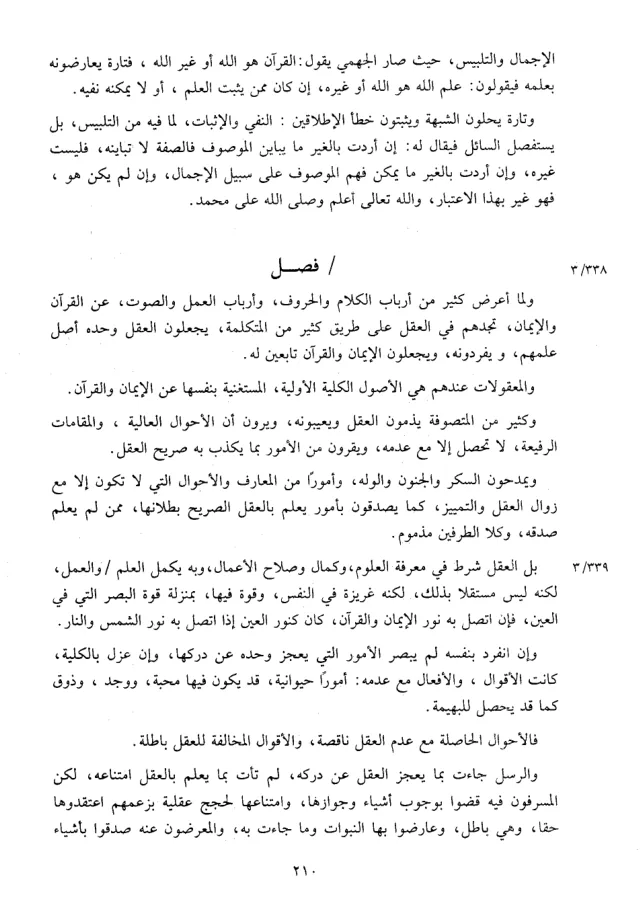 الإجمال والتلبيس، حيث صار الجهمي يقول: القرآن هو الله أو غير الله ، فتارة يعارضونه
بعلمه فيقولون: علم الله هو الله أو غيره، إن كان ممن يثبت العلم ، أو لا يمكنه نفيه.
وتارة يحلون الشبهة ويثبتون خطأ الإطلاقين : النفي والإثبات، لما فيه من التلبيس، بل
يستفصل السائل فيقال له: إن أردت بالغير ما يباين الموصوف فالصفة لا تباينه، فليست
غيره، وإن أردت بالغير ما يمكن فهم الموصوف على سبيل الإجمال، وإن لم يكن هو ،
فهو غير بهذا الاعتبار، والله تعالى أعلم وصلى الله على محمد.
/ فصــل
٣/٣٣٨
ولما أعرض كثير من أرباب الكلام والحروف، وأرباب العمل والصوت، عن القرآن
والإيمان، تجدهم في العقل على طريق كثير من المتكلمة، يجعلون العقل وحده أصل
علمهم، و يفردونه، ويجعلون الإيمان والقرآن تابعين له.
والمعقولات عندهم هي الأصول الكلية الأولية، المستغنية بنفسها عن الإيمان والقرآن.
وكثير من المتصوفة يذمون العقل ويعيبونه، ويرون أن الأحوال العالية ، والمقامات
الرفيعة، لا تحصل إلا مع عدمه، ويقرون من الأمور بما يكذب به صريح العقل.
ويمدحون السكر والجنون والوله، وأمورًا من المعارف والأحوال التي لا تكون إلا مع
زوال العقل والتمييز، كما يصدقون بأمور يعلم بالعقل الصريح بطلانها، ممن لم يعلم
صدقه، وكلا الطرفين مذموم.
بل العقل شرط في معرفة العلوم، وكمال وصلاح الأعمال، وبه يكمل العلم /والعمل،
٣/٣٣٩
لكنه ليس مستقلا بذلك، لكنه غريزة في النفس، وقوة فيها، بمنزلة قوة البصر التي في
العين، فإن اتصل به نور الإيمان والقرآن، كان كنور العين إذا اتصل به نور الشمس والنار.
وإن انفرد بنفسه لم يبصر الأمور التي يعجز وحده عن دركها، وإن عزل بالكلية،
كانت الأقوال ، والأفعال مع عدمه: أمورًا حيوانية، قد يكون فيها محبة، ووجد ، وذوق
كما قد يحصل للبهيمة.
فالأحوال الحاصلة مع عدم العقل ناقصة، والأقوال المخالفة للعقل باطلة.
والرسل جاءت بما يعجز العقل عن دركه، لم تأت بما يعلم بالعقل امتناعه، لكن
المسرفون فيه قضوا بوجوب أشياء وجوازها، وامتناعها لحجج عقلية بزعمهم اعتقدوها
حقا، وهي باطل، وعارضوا بها النبوات وما جاءت به، والمعرضون عنه صدقوا بأشياء
٢١٠